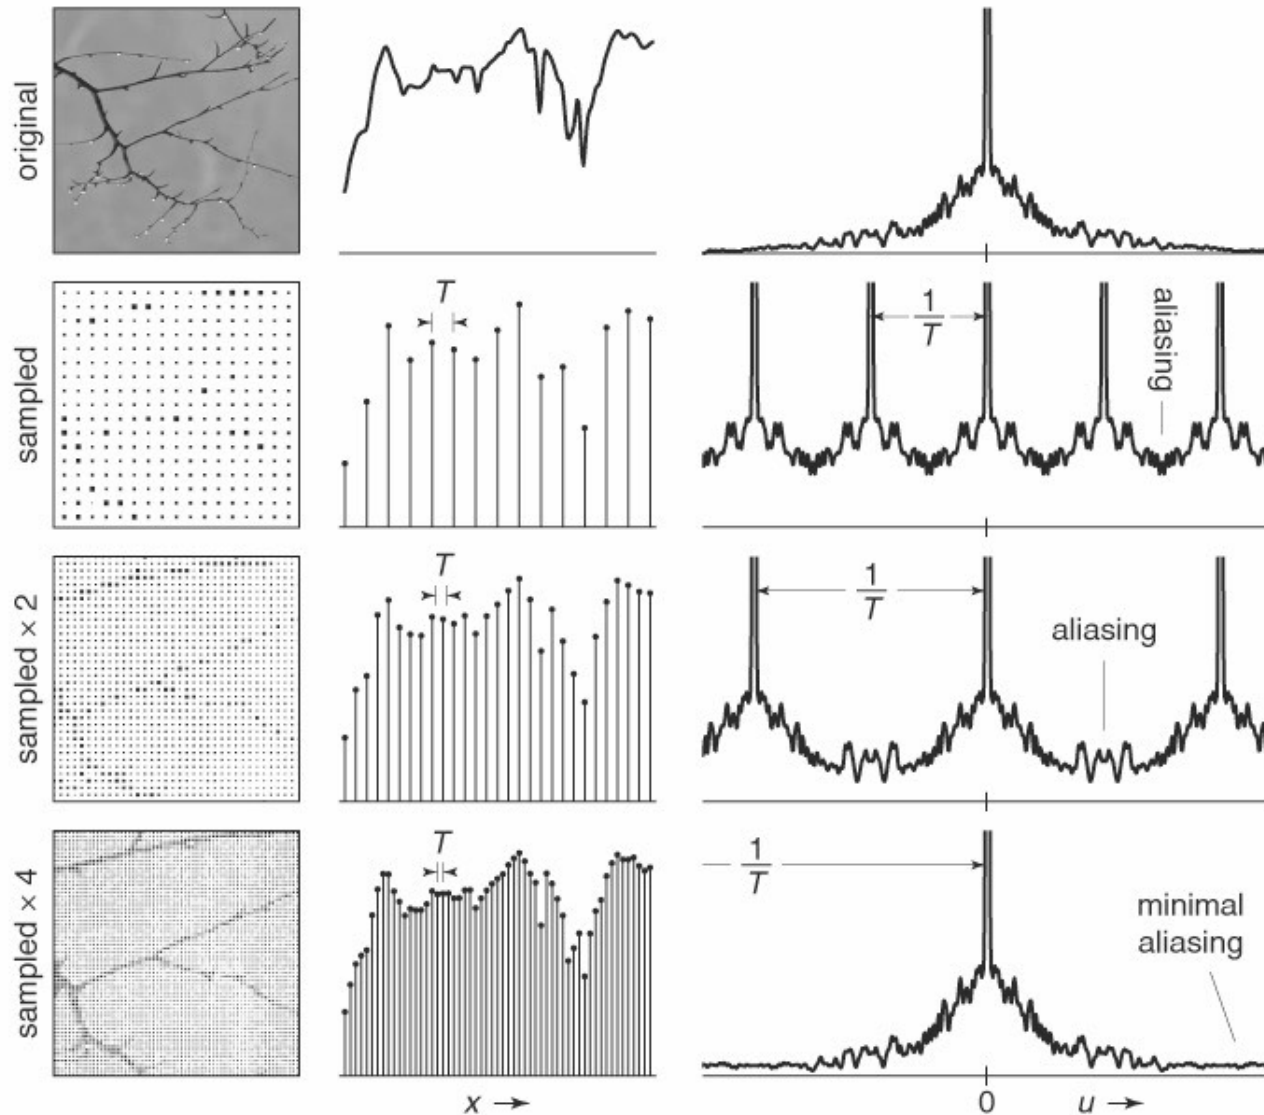 original
sampled
T
1
T
aliasing
sampled × 2
T
1
T
aliasing
sampled × 4
T
1
T
minimal
aliasing
x →
0
u →